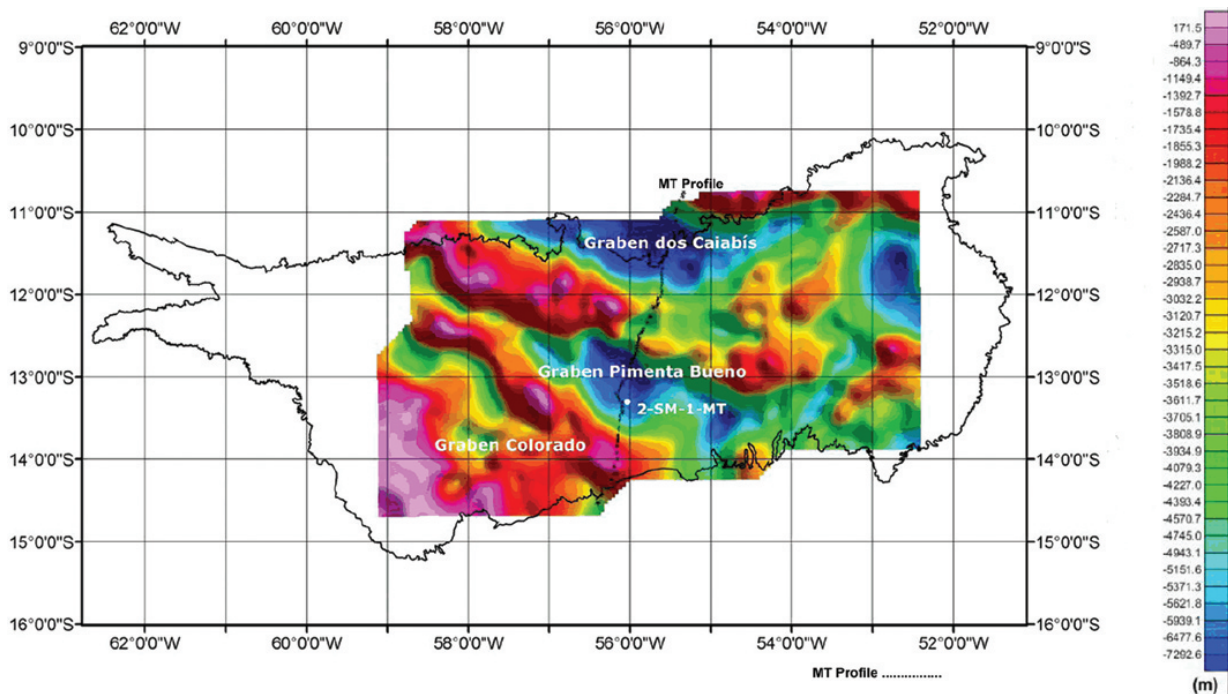 62°0'0"W 60°0'0"W 58°0'0"W 56°0'0"W 54°0'0"W 52°0'0"W
9°0'0"S 9°0'0"S
10°0'0"S 10°0'0"S
11°0'0"S 11°0'0"S
12°0'0"S 12°0'0"S
13°0'0"S 13°0'0"S
14°0'0"S 14°0'0"S
15°0'0"S 15°0'0"S
16°0'0"S 16°0'0"S
62°0'0"W 60°0'0"W 58°0'0"W 56°0'0"W 54°0'0"W 52°0'0"W
MT Profile
Graben dos Caiabís
Graben Pimenta Bueno
2-SM-1-MT
Graben Colorado
MT Profile ................
171.5
-489.7
-864.3
-1149.4
-1392.7
-1578.8
-1735.4
-1855.3
-1988.2
-2136.4
-2284.7
-2436.4
-2587.0
-2717.3
-2835.0
-2938.7
-3032.2
-3120.7
-3215.2
-3315.0
-3417.5
-3518.6
-3611.7
-3705.1
-3808.9
-3934.9
-4079.3
-4227.0
-4393.4
-4570.7
-4745.0
-4943.1
-5151.6
-5371.3
-5621.8
-5939.1
-6477.6
-7292.6
(m)